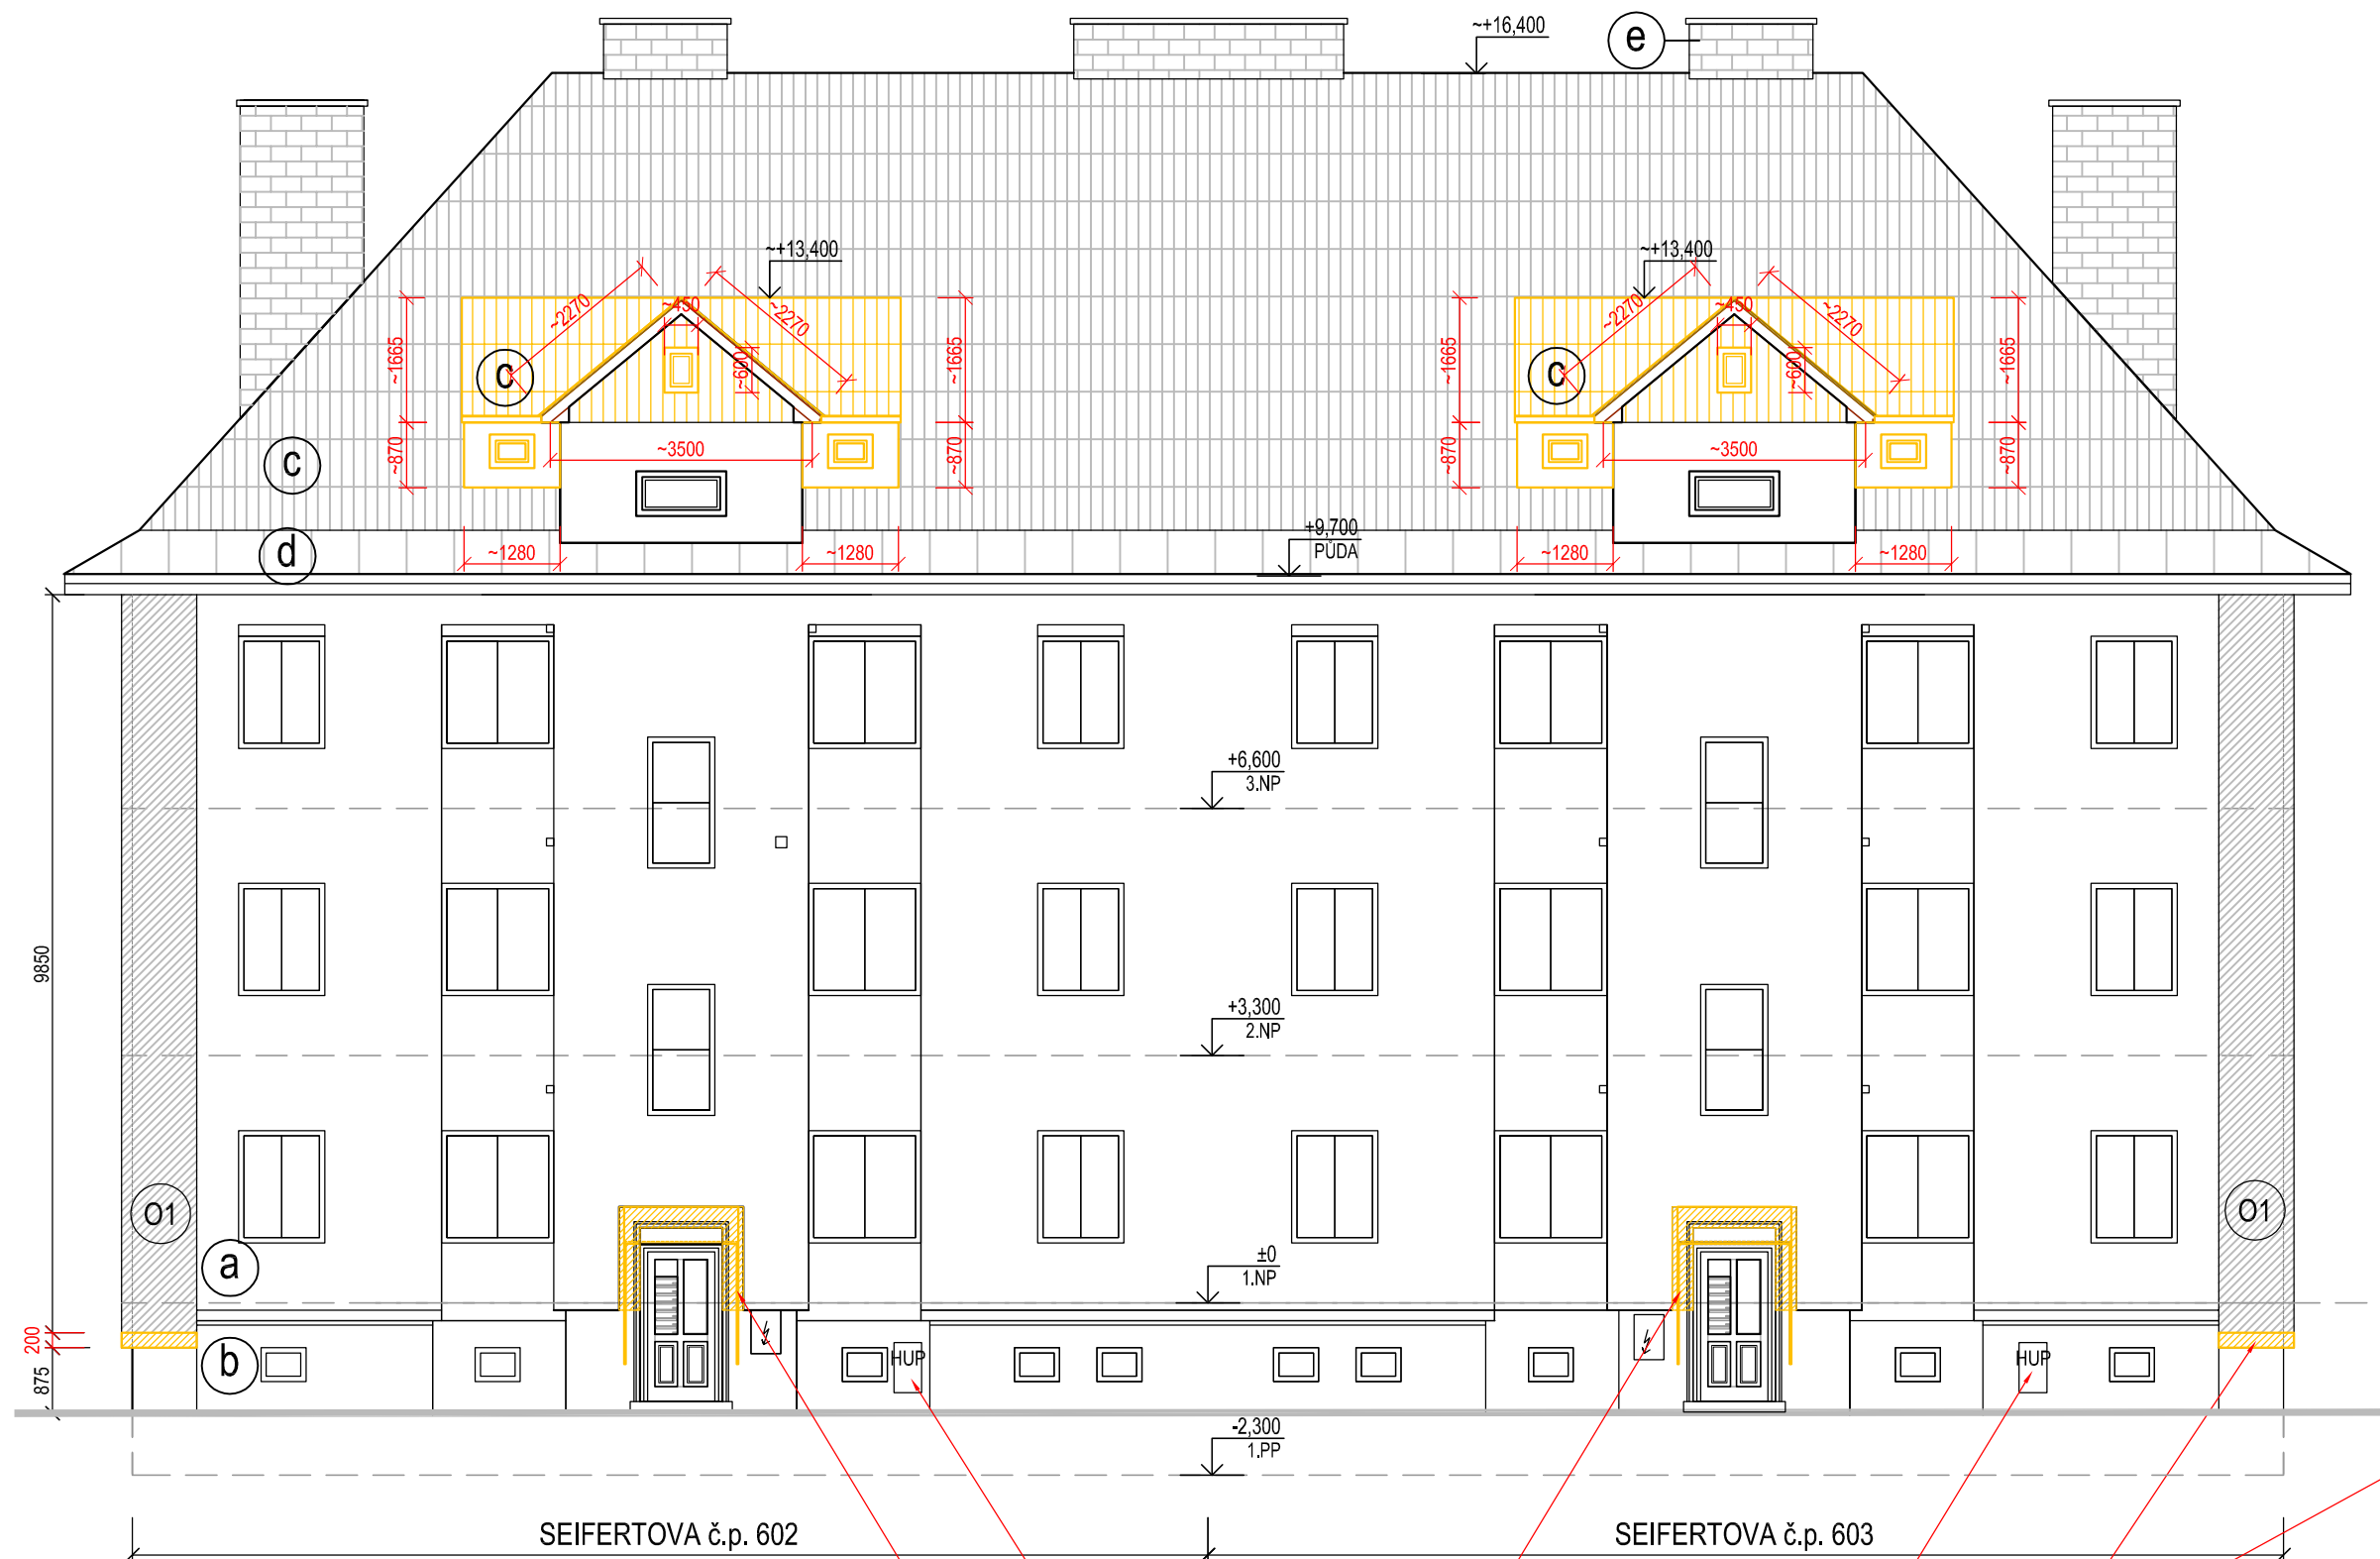 ~+16,400
e
~+13,400
~+13,400
~2270
~450
~2270
~2270
~450
~2270
~1665
c
~600
~1665
~1665
c
~600
~1665
c
~870
~3500
~870
~870
~3500
~870
d
~1280
~1280
+9,700
PŮDA
~1280
~1280
+6,600
3.NP
9850
+3,300
2.NP
O1
O1
a
±0
1.NP
200
b
875
HUP
HUP
-2,300
1.PP
SEIFERTOVA č.p. 602
SEIFERTOVA č.p. 603